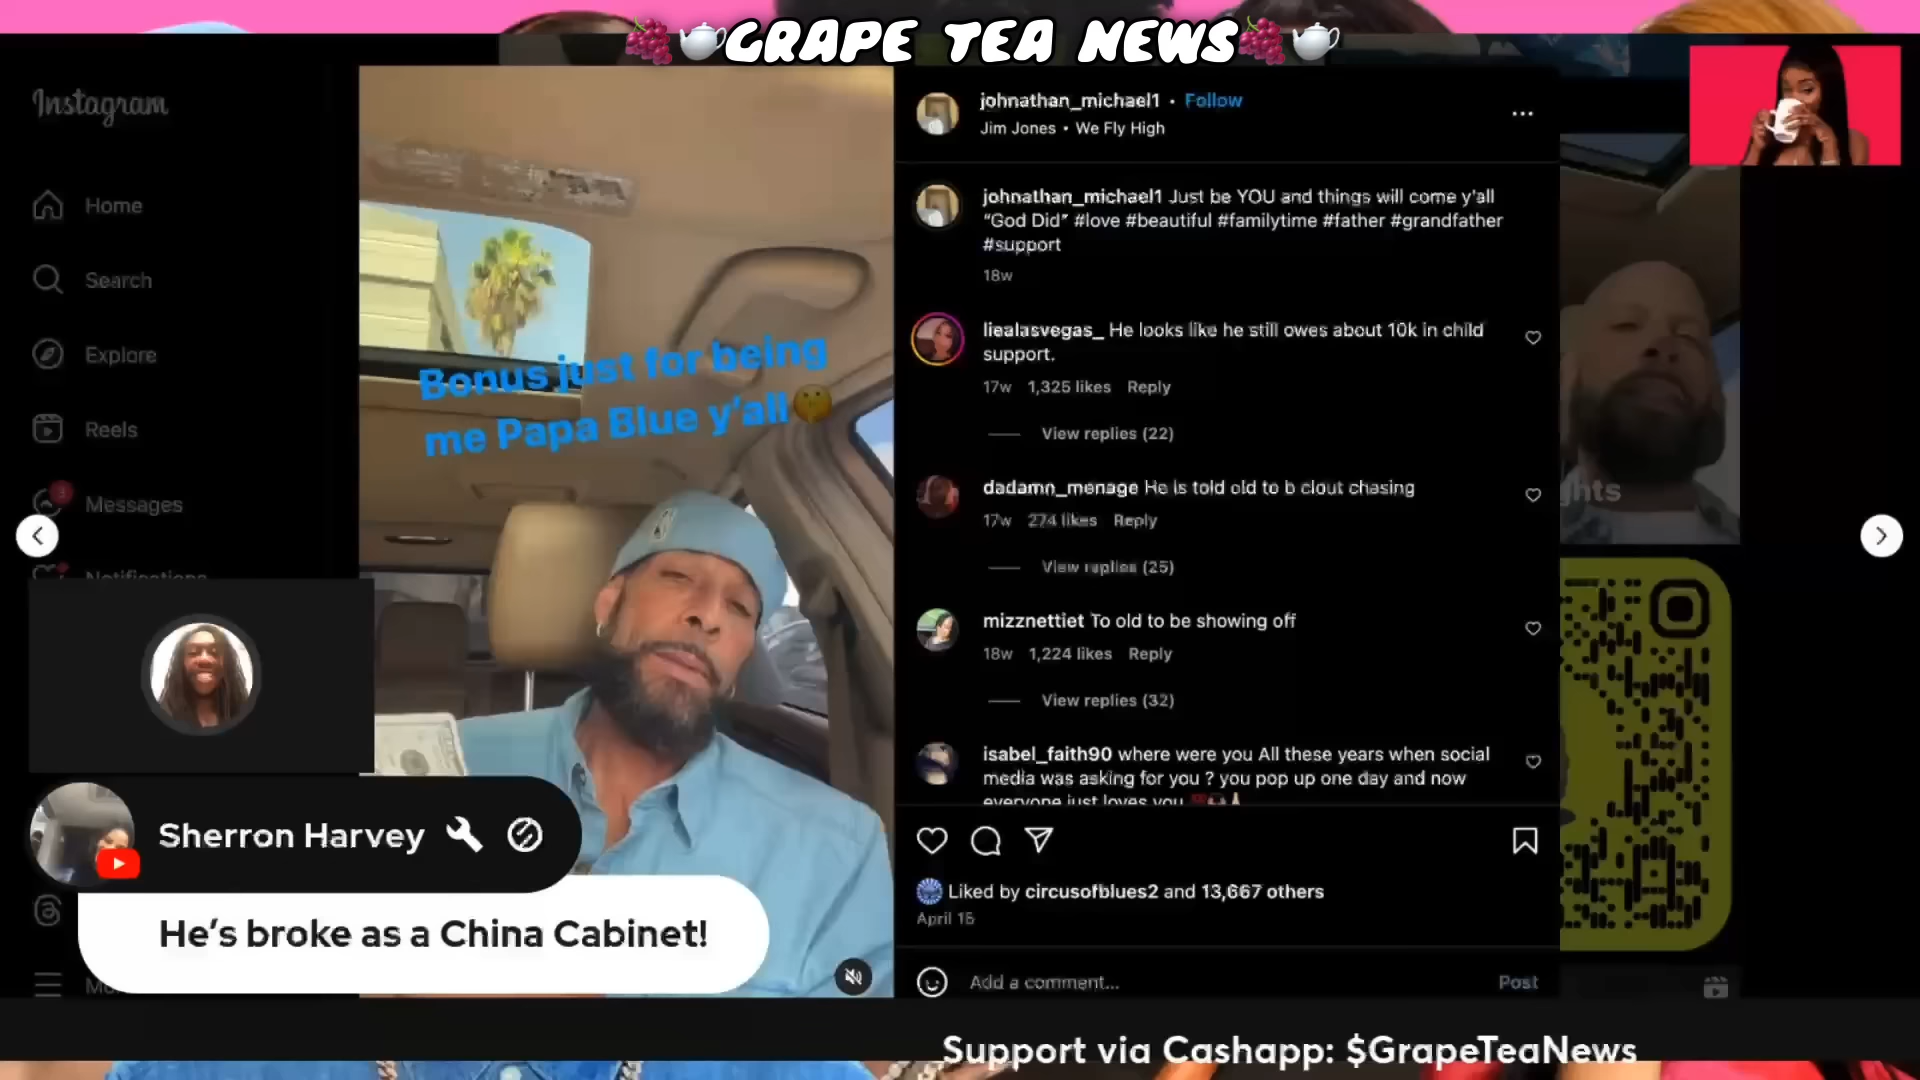 GRAPE TEA NEWS
Instagram
Home
Search
Explore
Reels
Messages
Notifications
Bonus just for being
me Papa Blue y'all
johnathan_michael1 • Follow
Jim Jones • We Fly High
johnathan_michael1 Just be YOU and things will come y'all
"God Did" #love #beautiful #familytime #father #grandfather
#support
18w
liealasvegas_ He looks like he still owes about 10k in child
support.
17w 1,325 likes Reply
View replies (22)
dadamn_menage He is told old to b clout chasing
17w 274 likes Reply
View replies (25)
mizznettiet To old to be showing off
18w 1,224 likes Reply
View replies (32)
isabel_faith90 where were you All these years when social
media was asking for you ? you pop up one day and now
everyone just loves you
Liked by circusofblues2 and 13,667 others
April 15
Add a comment...
Post
Sherron Harvey
He's broke as a China Cabinet!
Support via Cashapp: $GrapeTeaNews